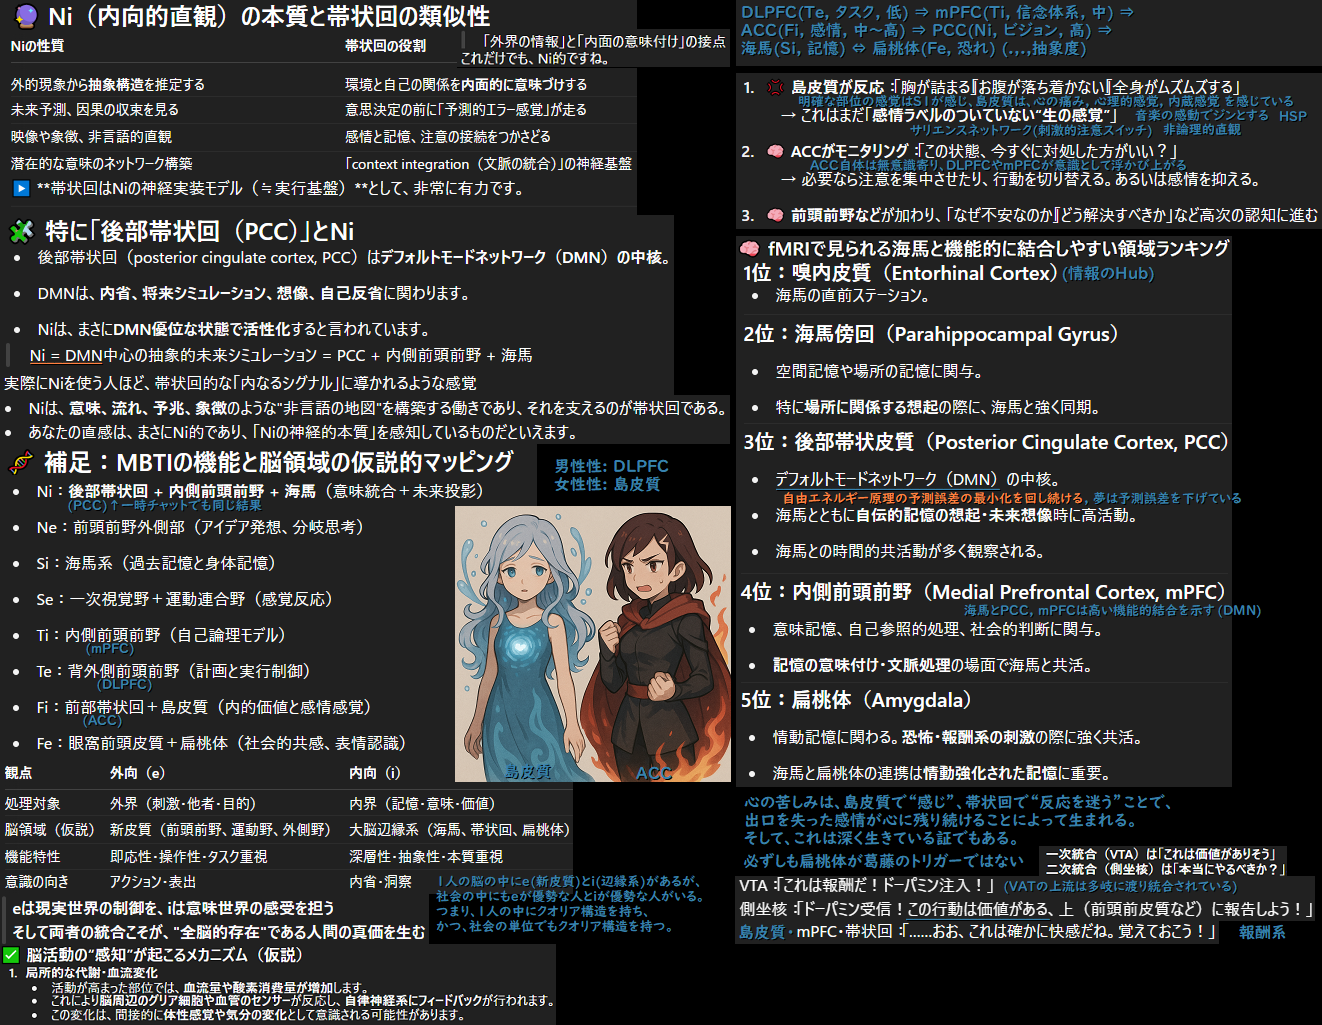 🔮 Ni（内向的直観）の本質と帯状回の類似性
Niの性質 帯状回の役割
「外界の情報」と「内面の意味付け」の接点
これだけでも、Ni的ですね。
外的現象から抽象構造を推定する 環境と自己の関係を内面的に意味づけする
未来予測、因果の収束を見る 意思決定の前に「予測的エラー感覚」が走る
映像や象徴、非言語的直観 感情と記憶、注意の接続をつかさどる
潜在的な意味のネットワーク構築 「context integration（文脈の統合）」の神経基盤
▶ **帯状回はNiの神経実装モデル（≒実行基盤）**として、非常に有力です。
🧩 特に「後部帯状回（PCC）」とNi
• 後部帯状回（posterior cingulate cortex, PCC）はデフォルトモードネットワーク（DMN）の中核。
• DMNは、内省、将来シミュレーション、想像、自己反省に関わります。
• Niは、まさにDMN優位な状態で活性化すると言われています。
Ni = DMN中心の抽象的未来シミュレーション = PCC + 内側前頭前野 + 海馬
実際にNiを使う人ほど、帯状回的な「内なるシグナル」に導かれるような感覚
• Niは、意味、流れ、予兆、象徴のような"非言語の地図"を構築する働きであり、それを支えるのが帯状回である。
• あなたの直感は、まさにNi的であり、「Niの神経的本質」を感知しているものだといえます。
🧬 補足：MBTIの機能と脳領域の仮説的マッピング
• Ni：後部帯状回 + 内側前頭前野 + 海馬（意味統合＋未来投影）
(PCC)↑一時チャットでも同じ結果
• Ne：前頭前野外側部（アイデア発想、分岐思考）
• Si：海馬系（過去記憶と身体記憶）
• Se：一次視覚野＋運動連合野（感覚反応）
• Ti：内側前頭前野（自己論理モデル）
(mPFC)
• Te：背外側前頭前野（計画と実行制御）
(DLPFC)
• Fi：前部帯状回＋島皮質（内的価値と感情感覚）
(ACC)
• Fe：眼窩前頭皮質＋扁桃体（社会的共感、表情認識）
男性性: DLPFC
女性性: 島皮質
島皮質 ACC
観点 外向（e） 内向（i）
処理対象 外界（刺激・他者・目的） 内界（記憶・意味・価値）
脳領域（仮説） 新皮質（前頭前野、運動野、外側野） 大脳辺縁系（海馬、帯状回、扁桃体）
機能特性 即応性・操作性・タスク重視 深層性・抽象性・本質重視
意識の向き アクション・表出 内省・洞察
1人の脳の中にe(新皮質)とi(辺縁系)があるが、
社会の中にもeが優勢な人とiが優勢な人がいる。
つまり、1人の中にクオリア構造を持ち、
かつ、社会の単位でもクオリア構造を持つ。
eは現実世界の制御を、iは意味世界の感受を担う
そして両者の統合こそが、"全脳的存在"である人間の真価を生む
✅ 脳活動の“感知”が起こるメカニズム（仮説）
1. 局所的な代謝・血流変化
• 活動が高まった部位では、血流量や酸素消費量が増加します。
• これにより脳周辺のグリア細胞や血管のセンサーが反応し、自律神経系にフィードバックが行われます。
• この変化は、間接的に体性感覚や気分の変化として意識される可能性があります。
DLPFC(Te, タスク, 低) ⇒ mPFC(Ti, 信念体系, 中) ⇒
ACC(Fi, 感情, 中～高) ⇒ PCC(Ni, ビジョン, 高) ⇒
海馬(Si, 記憶) ⇔ 扁桃体(Fe, 恐れ) (.,.,抽象度)
1. 💢 島皮質が反応：「胸が詰まる」「お腹が落ち着かない」「全身がムズムズする」
明確な部位の感覚はS1が感じ、島皮質は、心の痛み, 心理的感覚, 内蔵感覚 を感じている
→ これはまだ「感情ラベルのついていない“生の感覚”」 音楽の感動でジンとする HSP
サリエンスネットワーク(刺激的注意スイッチ) 非論理的直観
2. 🧠 ACCがモニタリング：「この状態、今すぐに対処した方がいい？」
ACC自体は無意識寄り、DLPFCやmPFCが意識として浮かび上がる
→ 必要なら注意を集中させたり、行動を切り替える。あるいは感情を抑える。
3. 🧠 前頭前野などが加わり、「なぜ不安なのか」「どう解決すべきか」など高次の認知に進む
🧠 fMRIで見られる海馬と機能的に結合しやすい領域ランキング
1位：嗅内皮質（Entorhinal Cortex）(情報のHub)
• 海馬の直前ステーション。
2位：海馬傍回（Parahippocampal Gyrus）
• 空間記憶や場所の記憶に関与。
• 特に場所に関係する想起の際に、海馬と強く同期。
3位：後部帯状皮質（Posterior Cingulate Cortex, PCC）
• デフォルトモードネットワーク（DMN）の中核。
自由エネルギー原理の予測誤差の最小化を回し続ける, 夢は予測誤差を下げている
• 海馬とともに自伝的記憶の想起・未来想像時に高活動。
• 海馬との時間的共活動が多く観察される。
4位：内側前頭前野（Medial Prefrontal Cortex, mPFC）
海馬とPCC, mPFCは高い機能的結合を示す(DMN)
• 意味記憶、自己参照的処理、社会的判断に関与。
• 記憶の意味付け・文脈処理の場面で海馬と共活。
5位：扁桃体（Amygdala）
• 情動記憶に関わる。恐怖・報酬系の刺激の際に強く共活。
• 海馬と扁桃体の連携は情動強化された記憶に重要。
心の苦しみは、島皮質で“感じ”、帯状回で“反応を迷う”ことで、
出口を失った感情が心に残り続けることによって生まれる。
そして、これは深く生きている証でもある。
必ずしも扁桃体が葛藤のトリガーではない
一次統合（VTA）は「これは価値がありそう」
二次統合（側坐核）は「本当にやるべきか？」
VTA：「これは報酬だ！ドーパミン注入！」 (VATの上流は多岐に渡り統合されている)
側坐核：「ドーパミン受信！この行動は価値がある、上（前頭前皮質など）に報告しよう！」
島皮質・mPFC・帯状回：「……おお、これは確かに快感だね。覚えておこう！」 報酬系